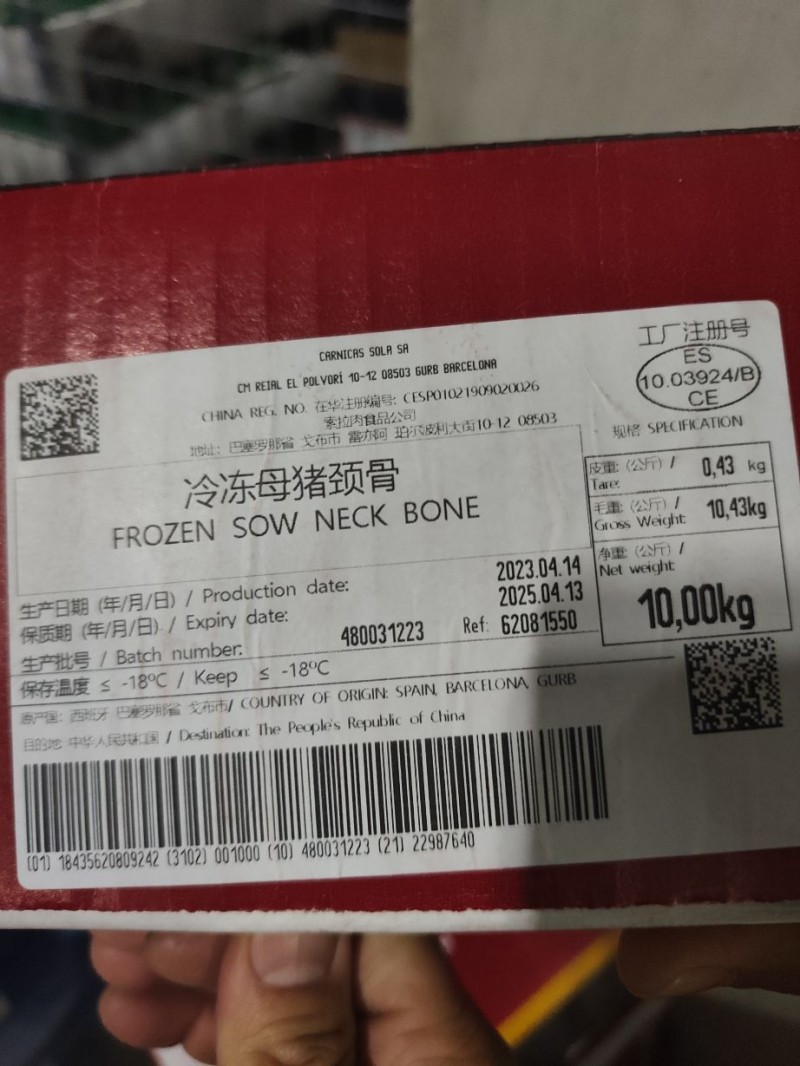 CARNICAS SOLA SA
CM REIAL EL POLVORÍ 10-12 08503 GURB BARCELONA
CHINA REG. NO. 在华注册编号: CESP01021909020026
索拉肉食品公司
地址: 巴塞罗那省 戈布市 雷亦阿 珀尔皮利大街10-12 08503
工厂注册号
ES
10.03924/B
CE
规格 SPECIFICATION
冷冻母猪颈骨
FROZEN SOW NECK BONE
皮重: (公斤) /
Tare: 0,43 kg
毛重: (公斤) /
Gross Weight: 10,43kg
净重: (公斤) /
Net weight:
10,00kg
生产日期 (年/月/日) / Production date: 2023.04.14
保质期 (年/月/日) / Expiry date: 2025.04.13
生产批号 / Batch number: 480031223 Ref: 62081550
保存温度 ≤ -18ºC / Keep ≤ -18ºC
原产国: 西班牙 巴塞罗那省 戈布市/ COUNTRY OF ORIGIN: SPAIN, BARCELONA, GURB
目的地: 中华人民共和国 / Destination: The People's Republic of China
(01) 18435620809242 (3102) 001000 (10) 480031223 (21) 22987640